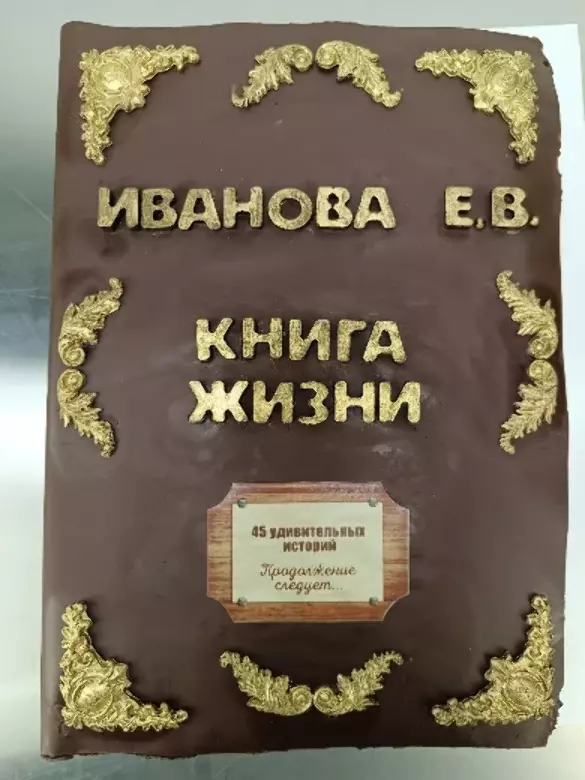 ИВАНОВА Е.В.
КНИГА
ЖИЗНИ
45 удивительных
историй
Продолжение
следует...